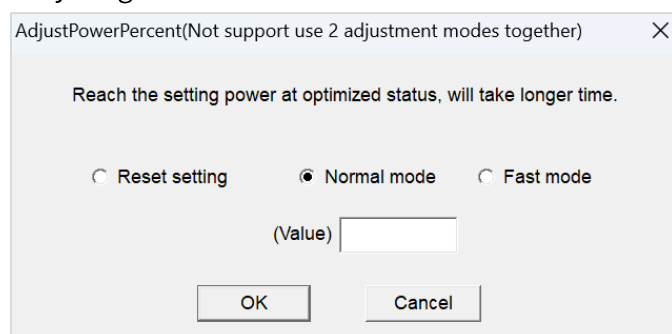 AdjustPowerPercent(Not support use 2 adjustment modes together)
Reach the setting power at optimized status, will take longer time.
Reset setting Normal mode Fast mode
(Value)
OK Cancel